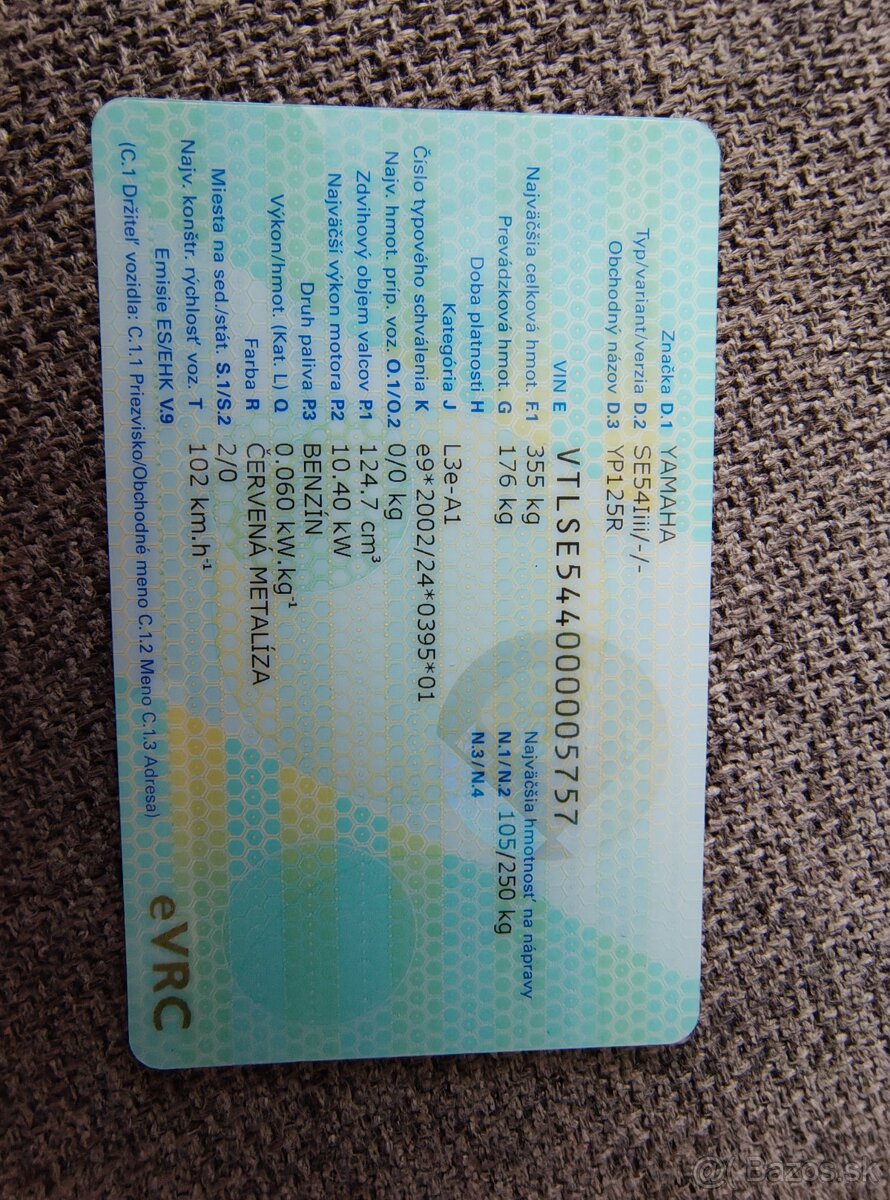 Značka D.1 YAMAHA
Typ/variant/verzia D.2 SE54Iiii/-/-
Obchodný názov D.3 YP125R
VIN E VTLSE544000005757
Najväčšia celková hmot. F.1 355 kg
Najväčšia hmotnosť na nápravy
Prevádzková hmot. G 176 kg
N.1/N.2 105/250 kg
Doba platnosti H
N.3/N.4
Kategória J L3e-A1
Číslo typového schválenia K e9*2002/24*0395*01
Najv. hmot. príp. voz. O.1/O.2 0/0 kg
Zdvihový objem valcov P.1 124.7 cm³
Najväčší výkon motora P.2 10.40 kW
Druh paliva P.3 BENZÍN
Výkon/hmot. (Kat. L) Q 0.060 kW.kg⁻¹
Farba R ČERVENÁ METALÍZA
Miesta na sed./stát. S.1/S.2 2/0
Najv. konštr. rýchlosť voz. T 102 km.h⁻¹
Emisie ES/EHK V.9
(C.1 Držiteľ vozidla: C.1.1 Priezvisko/Obchodné meno C.1.2 Meno C.1.3 Adresa)
eVRC
Bazos.sk